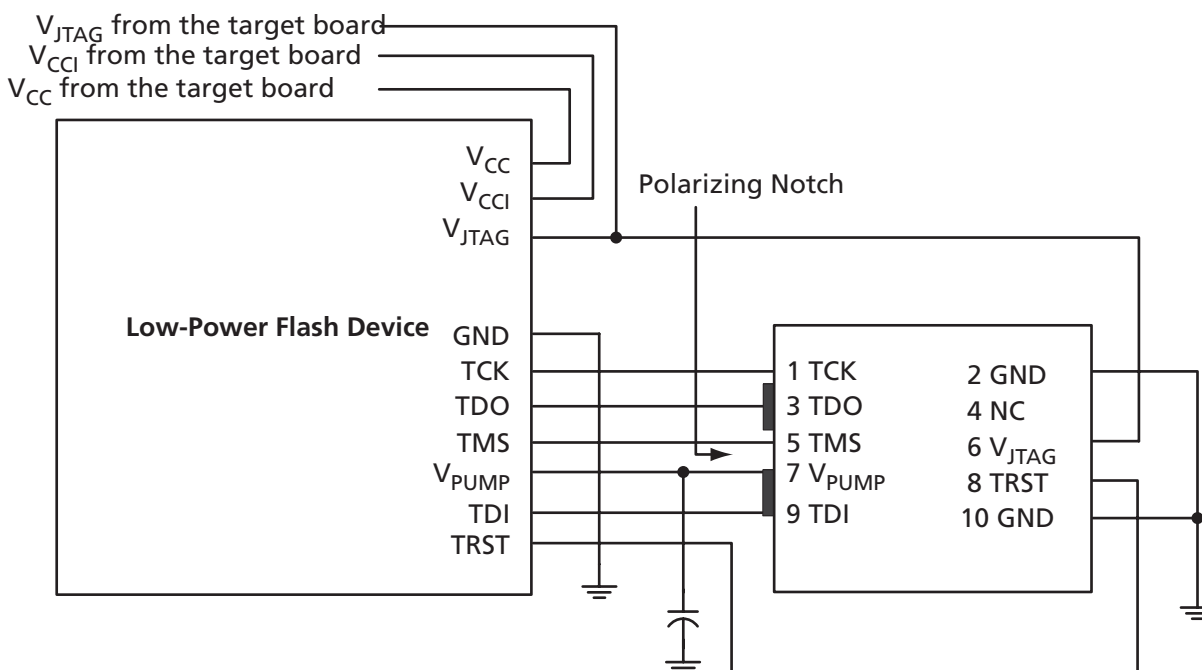 VJTAG from the target board
VCCI from the target board
VCC from the target board
VCC
VCCI
VJTAG
Polarizing Notch
Low-Power Flash Device
GND
TCK
TDO
TMS
VPUMP
TDI
TRST
1 TCK
3 TDO
5 TMS
7 VPUMP
9 TDI
2 GND
4 NC
6 VJTAG
8 TRST
10 GND